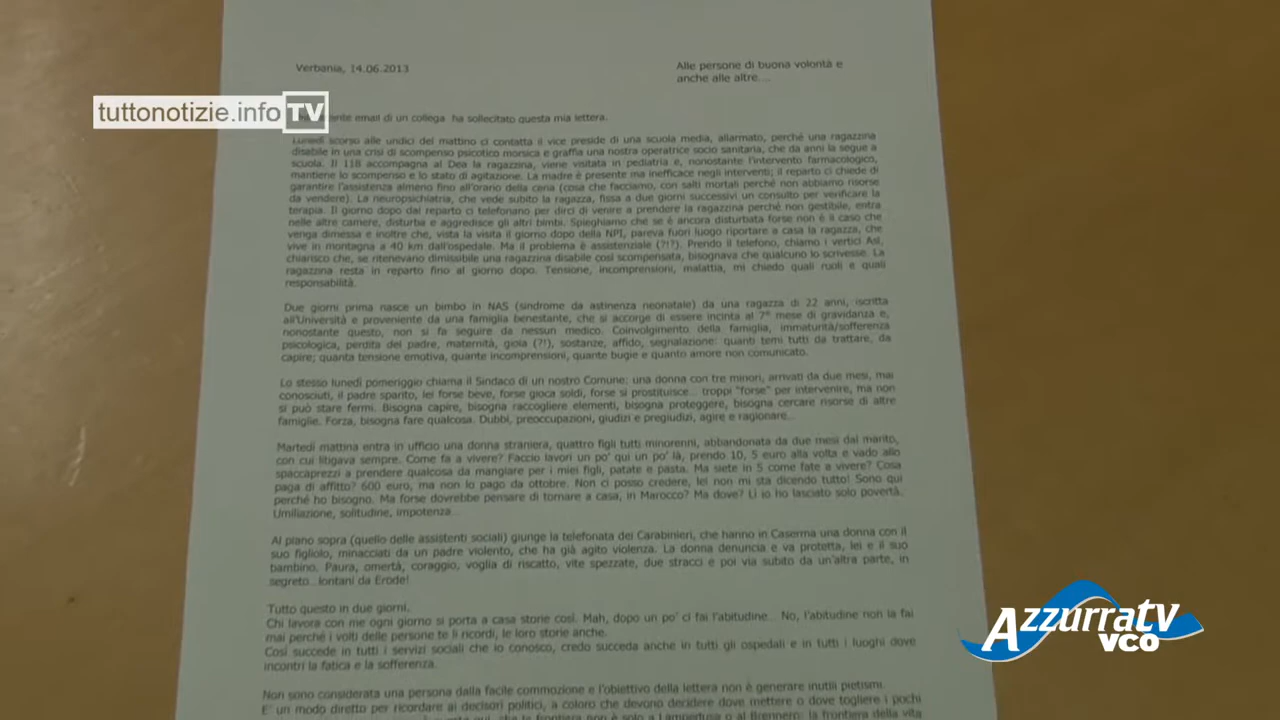 Verbania, 14.06.2013
Alle persone di buona volontà e
anche alle altre....
tuttonotizie.info TV
email di un collega ha sollecitato questa mia lettera.
Lunedì scorso alle undici del mattino ci contatta il vice preside di una scuola media, allarmato, perché una ragazzina
disabile in una crisi di scompenso psicotico morsica e graffia una nostra operatrice socio sanitaria, che da anni la segue a
scuola. Il 118 accompagna al Dea la ragazzina, viene visitata in pediatria e, nonostante l'intervento farmacologico,
mantiene lo scompenso e lo stato di agitazione. La madre è presente ma inefficace negli interventi; il reparto ci chiede di
garantire l'assistenza almeno fino all'orario della cena (cosa che facciamo, con salti mortali perché non abbiamo risorse
da vendere). La neuropsichiatria, che vede subito la ragazza, fissa a due giorni successivi un consulto per verificare la
terapia. Il giorno dopo dal reparto ci telefonano per dirci di venire a prendere la ragazzina perché non gestibile, entra
nelle altre camere, disturba e aggredisce gli altri bimbi. Spieghiamo che se è ancora disturbata forse non è il caso che
venga dimessa e inoltre che, vista la visita il giorno dopo della NPI, pareva fuori luogo riportare a casa la ragazza, che
vive in montagna a 40 km dall'ospedale. Ma il problema è assistenziale (?!?). Prendo il telefono, chiamo i vertici Asl,
chiarisco che, se ritenevano dimissibile una ragazzina disabile così scompensata, bisognava che qualcuno lo scrivesse. La
ragazzina resta in reparto fino al giorno dopo. Tensione, incomprensioni, malattia, mi chiedo quali ruoli e quali
responsabilità.
Due giorni prima nasce un bimbo in NAS (sindrome da astinenza neonatale) da una ragazza di 22 anni, iscritta
all'Università e proveniente da una famiglia benestante, che si accorge di essere incinta al 7° mese di gravidanza e,
nonostante questo, non si fa seguire da nessun medico. Coinvolgimento della famiglia, immaturità/sofferenza
psicologica, perdita del padre, maternità, gioia (?!), sostanze, affido, segnalazione: quanti temi tutti da trattare, da
capire; quanta tensione emotiva, quante incomprensioni, quante bugie e quanto amore non comunicato.
Lo stesso lunedì pomeriggio chiama il Sindaco di un nostro Comune: una donna con tre minori, arrivati da due mesi, mai
conosciuti, il padre sparito, lei forse beve, forse gioca soldi, forse si prostituisce... troppi "forse" per intervenire, ma non
si può stare fermi. Bisogna capire, bisogna raccogliere elementi, bisogna proteggere, bisogna cercare risorse di altre
famiglie. Forza, bisogna fare qualcosa. Dubbi, preoccupazioni, giudizi e pregiudizi, agire e ragionare...
Martedì mattina entra in ufficio una donna straniera, quattro figli tutti minorenni, abbandonata da due mesi dal marito,
con cui litigava sempre. Come fa a vivere? Faccio lavori un po' qui un po' là, prendo 10, 5 euro alla volta e vado allo
spaccaprezzi a prendere qualcosa da mangiare per i miei figli, patate e pasta. Ma siete in 5 come fate a vivere? Cosa
paga di affitto? 600 euro, ma non lo pago da ottobre. Non ci posso credere, lei non mi sta dicendo tutto! Sono qui
perché ho bisogno. Ma forse dovrebbe pensare di tornare a casa, in Marocco? Ma dove? Lì io ho lasciato solo povertà.
Umiliazione, solitudine, impotenza...
Al piano sopra (quello delle assistenti sociali) giunge la telefonata dei Carabinieri, che hanno in Caserma una donna con il
suo figliolo, minacciati da un padre violento, che ha già agito violenza. La donna denuncia e va protetta, lei e il suo
bambino. Paura, omertà, coraggio, voglia di riscatto, vite spezzate, due stracci e poi via subito da un'altra parte, in
segreto.. lontani da Erode!
Tutto questo in due giorni.
Chi lavora con me ogni giorno si porta a casa storie così. Mah, dopo un po' ci fai l'abitudine... No, l'abitudine non la fai
mai perché i volti delle persone te li ricordi, le loro storie anche.
Così succede in tutti i servizi sociali che io conosco, credo succeda anche in tutti gli ospedali e in tutti i luoghi dove
incontri la fatica e la sofferenza.
Non sono considerata una persona dalla facile commozione e l'obiettivo della lettera non è generare inutili pietismi.
E' un modo diretto per ricordare ai decisori politici, a coloro che devono decidere dove mettere o dove togliere i pochi
che la frontiera non è solo a Lampedusa o al Brennero: la frontiera della vita
AzzurraTV
VCO